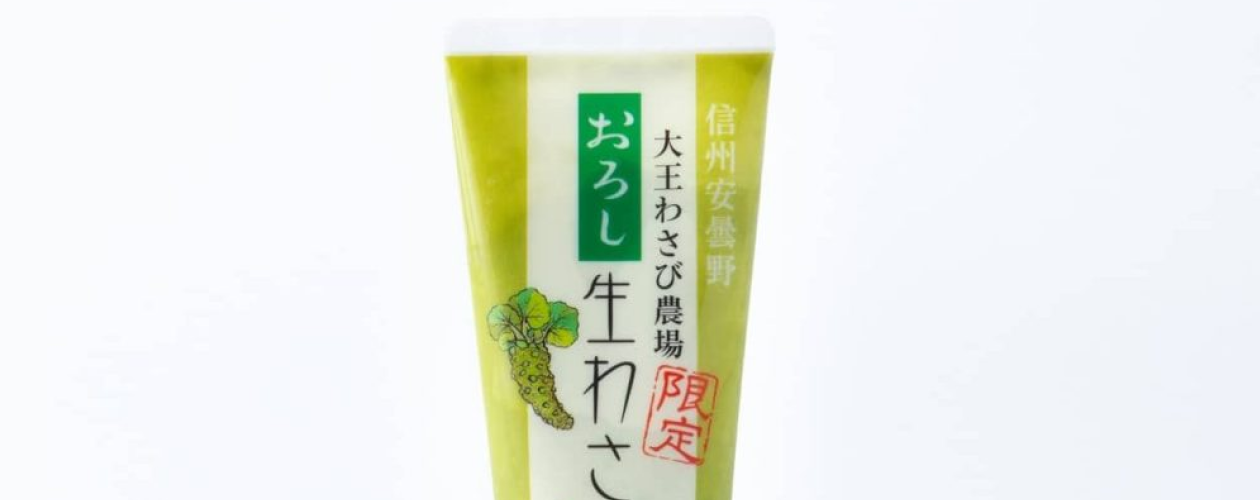 信州安曇野
大王わさび農場
限定
おろし
生わさ